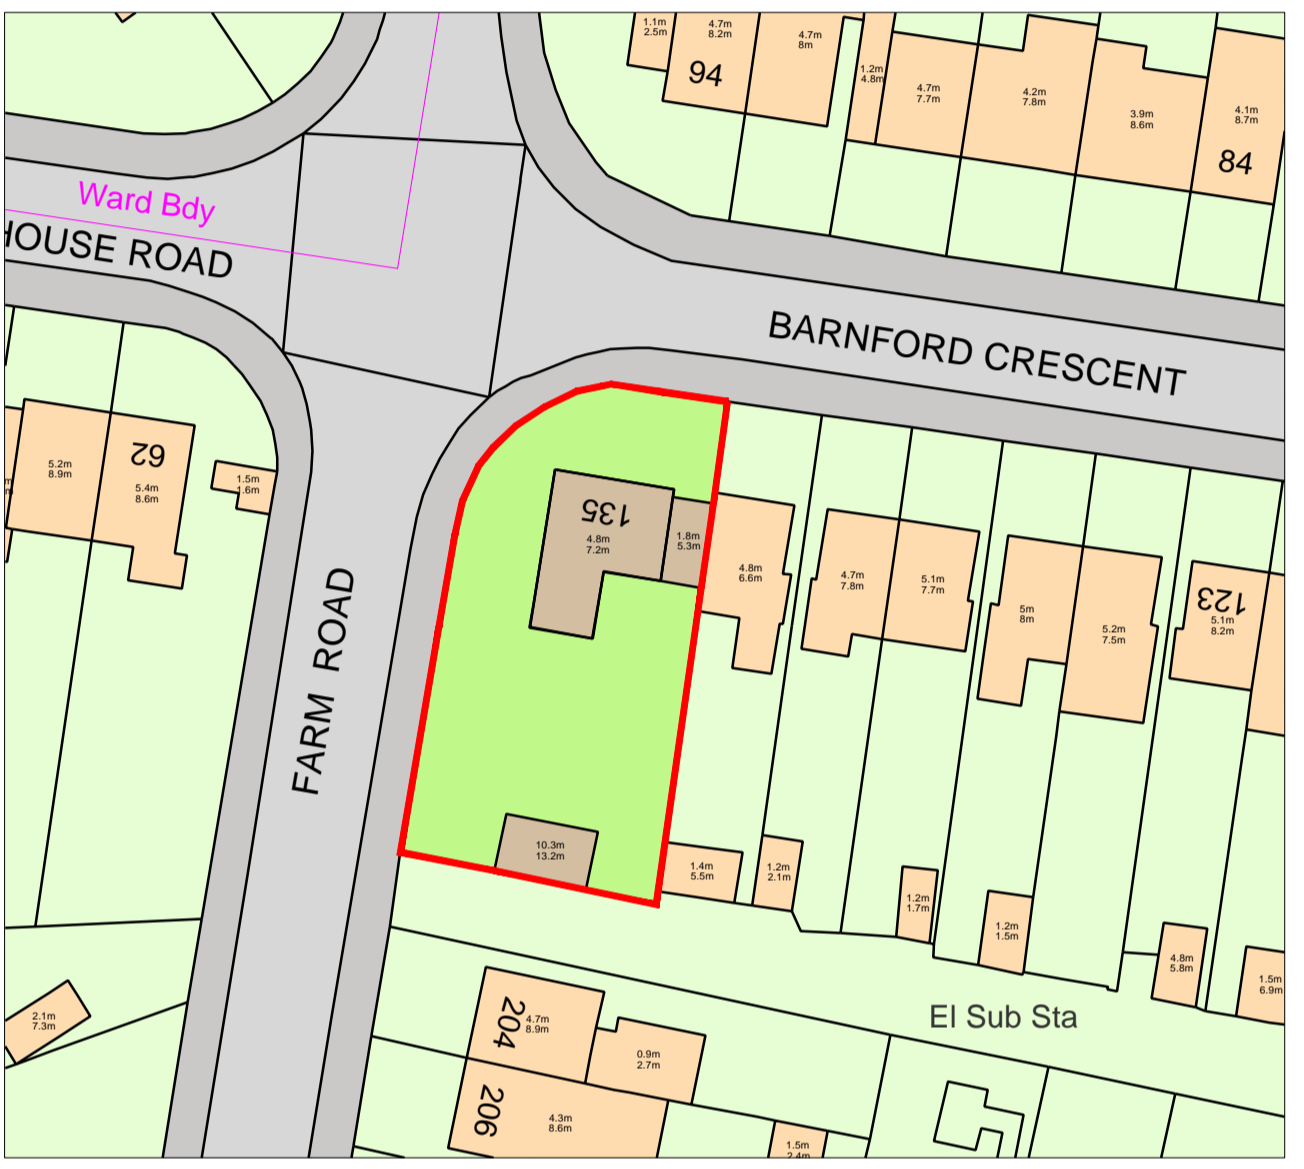 1.1m
2.5m
4.7m
8.2m
94
4.7m
8m
1.2m
4.8m
4.7m
7.7m
4.2m
7.8m
3.9m
8.6m
4.1m
8.7m
84
Ward Bdy
HOUSE ROAD
BARNFORD CRESCENT
5.2m
8.9m
62
5.4m
8.6m
1.5m
1.6m
135
4.8m
7.2m
1.8m
5.3m
4.8m
6.6m
4.7m
7.8m
5.1m
7.7m
5m
8m
5.2m
7.5m
123
5.1m
8.2m
FARM ROAD
10.3m
13.2m
1.4m
5.5m
1.2m
2.1m
1.2m
1.7m
1.2m
1.5m
4.8m
5.8m
1.5m
6.9m
El Sub Sta
2.1m
7.3m
204
4.7m
8.9m
0.9m
2.7m
206
4.3m
8.6m
1.5m
2.4m